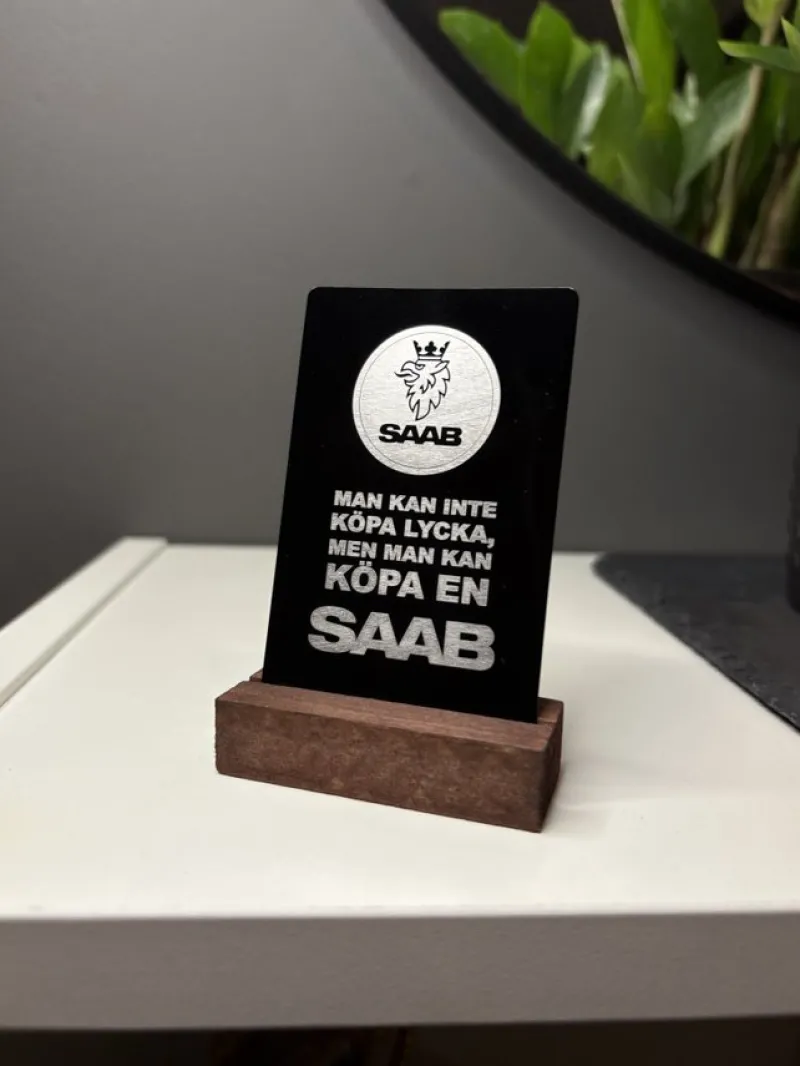 SAAB
MAN KAN INTE
KÖPA LYCKA,
MEN MAN KAN
KÖPA EN
SAAB